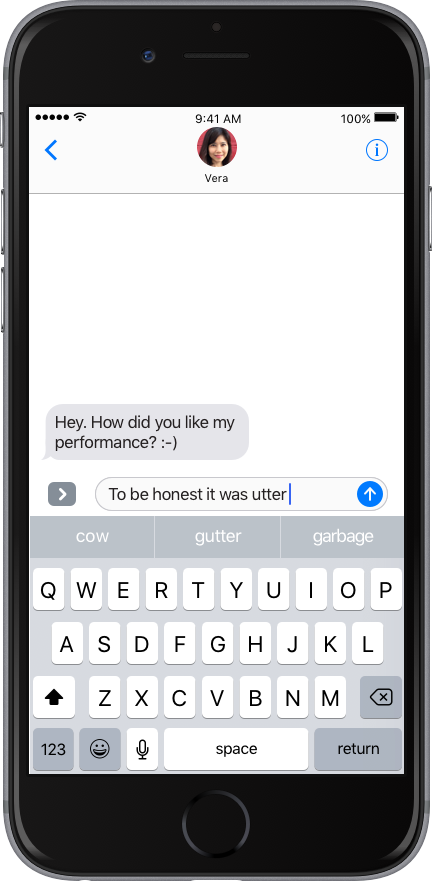 9:41 AM
100%
Vera
Hey. How did you like my
performance? :-)
To be honest it was utter
cow gutter garbage
Q W E R T Y U I O P
A S D F G H J K L
Z X C V B N M
123 space return